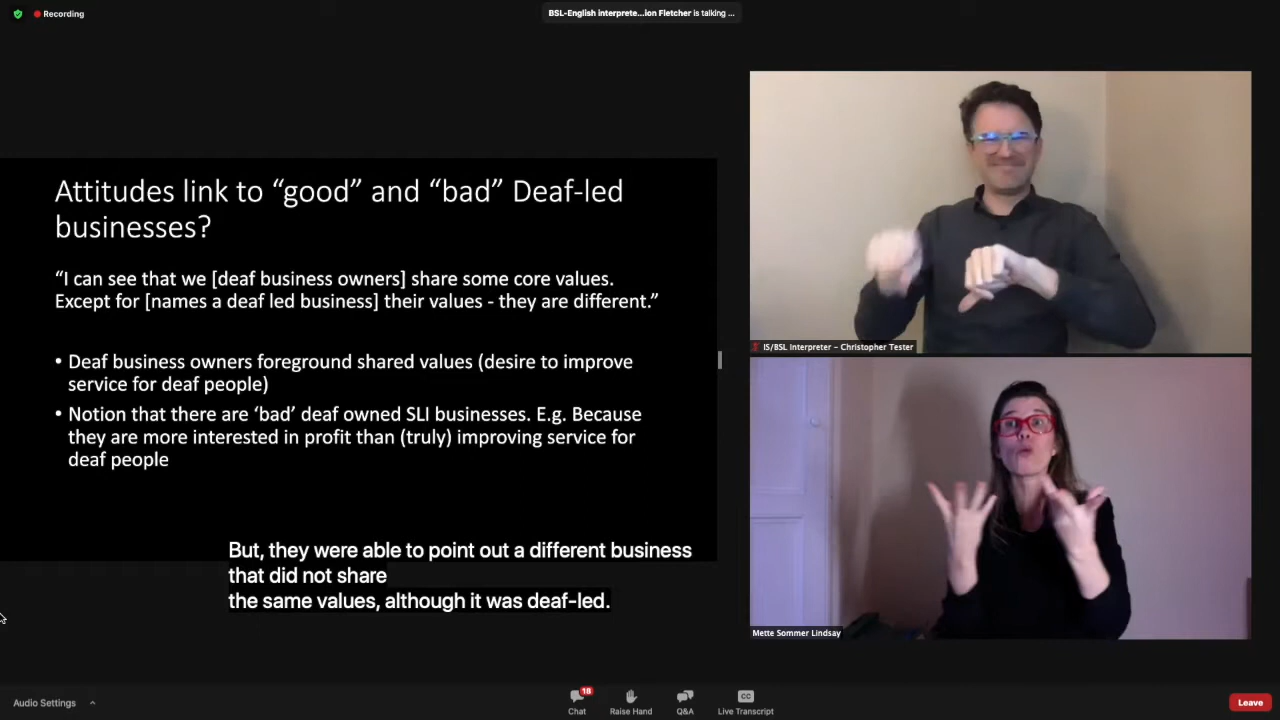 Recording
BSL-English interprete...ion Fletcher is talking ...
Attitudes link to “good” and “bad” Deaf-led
businesses?
“I can see that we [deaf business owners] share some core values.
Except for [names a deaf led business] their values - they are different.”
• Deaf business owners foreground shared values (desire to improve
service for deaf people)
• Notion that there are ‘bad’ deaf owned SLI businesses. E.g. Because
they are more interested in profit than (truly) improving service for
deaf people
But, they were able to point out a different business
that did not share
the same values, although it was deaf-led.
IS/BSL Interpreter – Christopher Tester
Mette Sommer Lindsay
Audio Settings
18
Chat
Raise Hand
Q&A
CC
Live Transcript
Leave